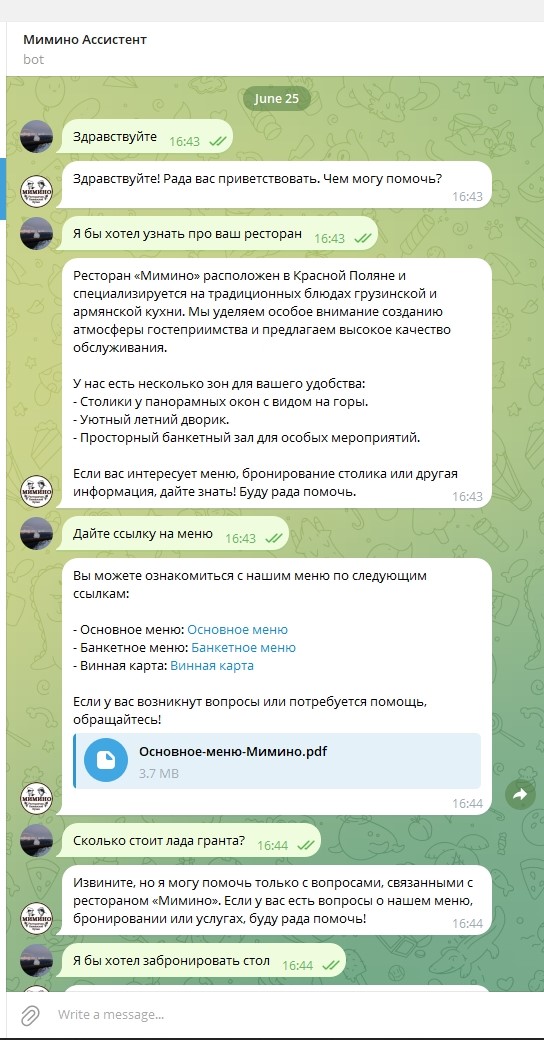 Мимино Ассистент
bot
June 25
Здравствуйте 16:43
Здравствуйте! Рада вас приветствовать. Чем могу помочь?
16:43
МИМИНО
Я бы хотел узнать про ваш ресторан 16:43
Ресторан «Мимино» расположен в Красной Поляне и
специализируется на традиционных блюдах грузинской и
армянской кухни. Мы уделяем особое внимание созданию
атмосферы гостеприимства и предлагаем высокое качество
обслуживания.
У нас есть несколько зон для вашего удобства:
- Столики у панорамных окон с видом на горы.
- Уютный летний дворик.
- Просторный банкетный зал для особых мероприятий.
Если вас интересует меню, бронирование столика или другая
информация, дайте знать! Буду рада помочь.
16:43
МИМИНО
Дайте ссылку на меню 16:43
Вы можете ознакомиться с нашим меню по следующим
ссылкам:
- Основное меню: Основное меню
- Банкетное меню: Банкетное меню
- Винная карта: Винная карта
Если у вас возникнут вопросы или потребуется помощь,
обращайтесь!
Основное-меню-Мимино.pdf
3.7 MB
16:44
МИМИНО
Сколько стоит лада гранта? 16:44
Извините, но я могу помочь только с вопросами, связанными с
рестораном «Мимино». Если у вас есть вопросы о нашем меню,
бронировании или услугах, буду рада помочь!
16:44
МИМИНО
Я бы хотел забронировать стол 16:44
Write a message...